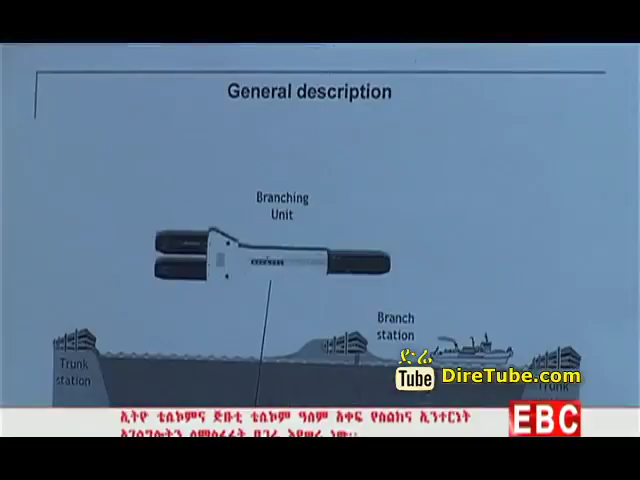 General description
Branching
Unit
Branch
station
Trunk
station
Trunk
ድሬ
Tube DireTube.com
ኢትዮ ቴሌኮምና ጅቡቲ ቴሌኮም ዓለም አቀፍ የስልክና ኢንተርኔት
EBC